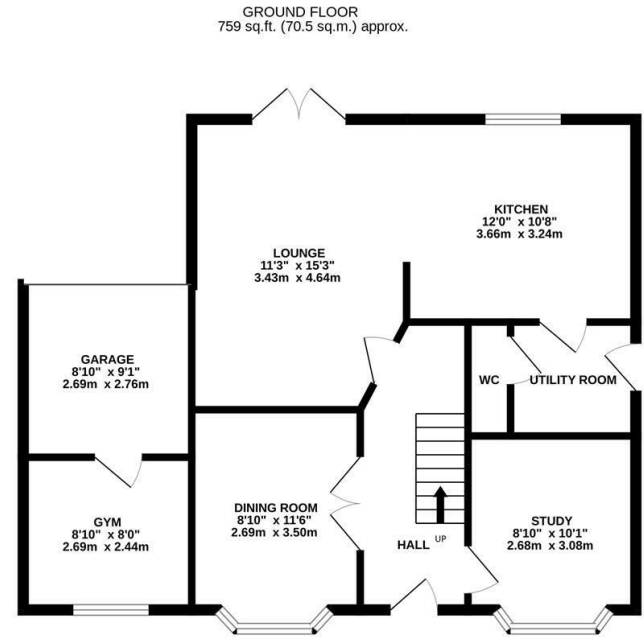 GROUND FLOOR
759 sq.ft. (70.5 sq.m.) approx.
KITCHEN
12'0" x 10'8"
3.66m x 3.24m
LOUNGE
11'3" x 15'3"
3.43m x 4.64m
GARAGE
8'10" x 9'1"
2.69m x 2.76m
WC
UTILITY ROOM
DINING ROOM
8'10" x 11'6"
2.69m x 3.50m
GYM
8'10" x 8'0"
2.69m x 2.44m
STUDY
8'10" x 10'1"
2.68m x 3.08m
HALL
UP